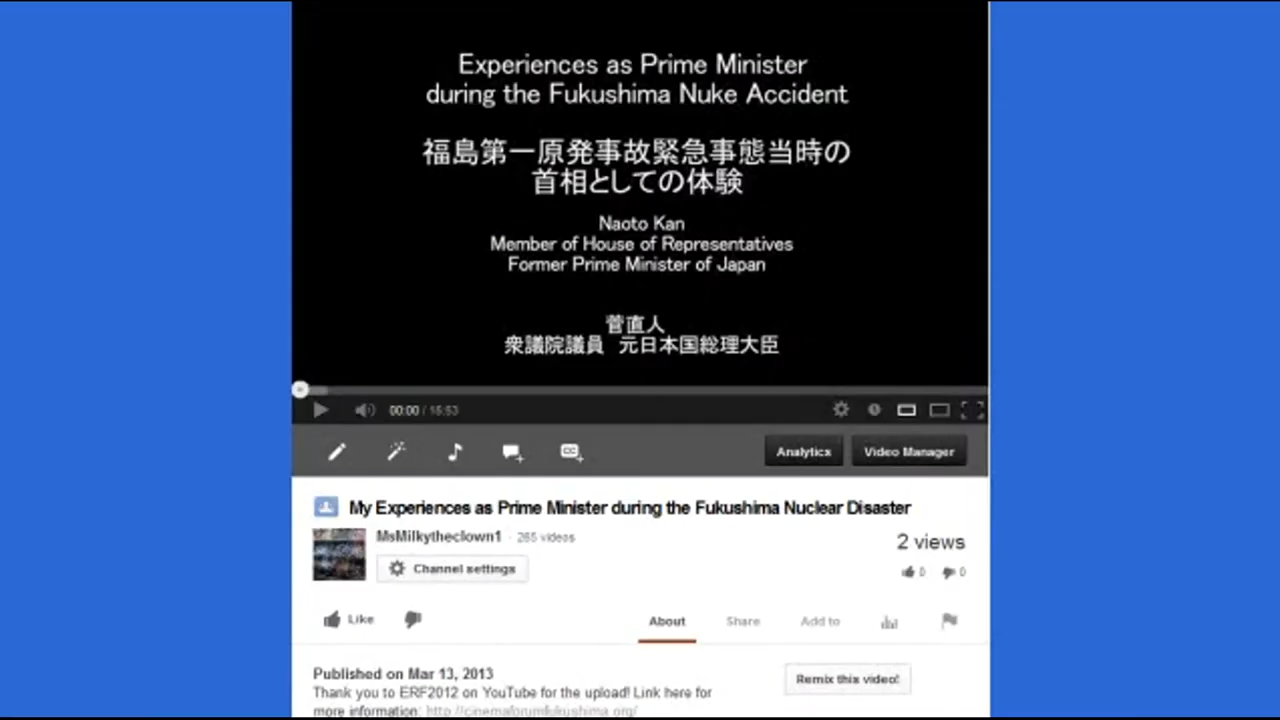 Experiences as Prime Minister
during the Fukushima Nuke Accident
福島第一原発事故緊急事態当時の
首相としての体験
Naoto Kan
Member of House of Representatives
Former Prime Minister of Japan
菅直人
衆議院議員 元日本国総理大臣
00:00 / 15:53
Analytics Video Manager
My Experiences as Prime Minister during the Fukushima Nuclear Disaster
MsMilkytheclown1 · 265 videos
2 views
Channel settings
0 0
Like
About Share Add to
Published on Mar 13, 2013
Remix this video!
Thank you to ERF2012 on YouTube for the upload! Link here for
more information: http://cinemaforumfukushima.org/